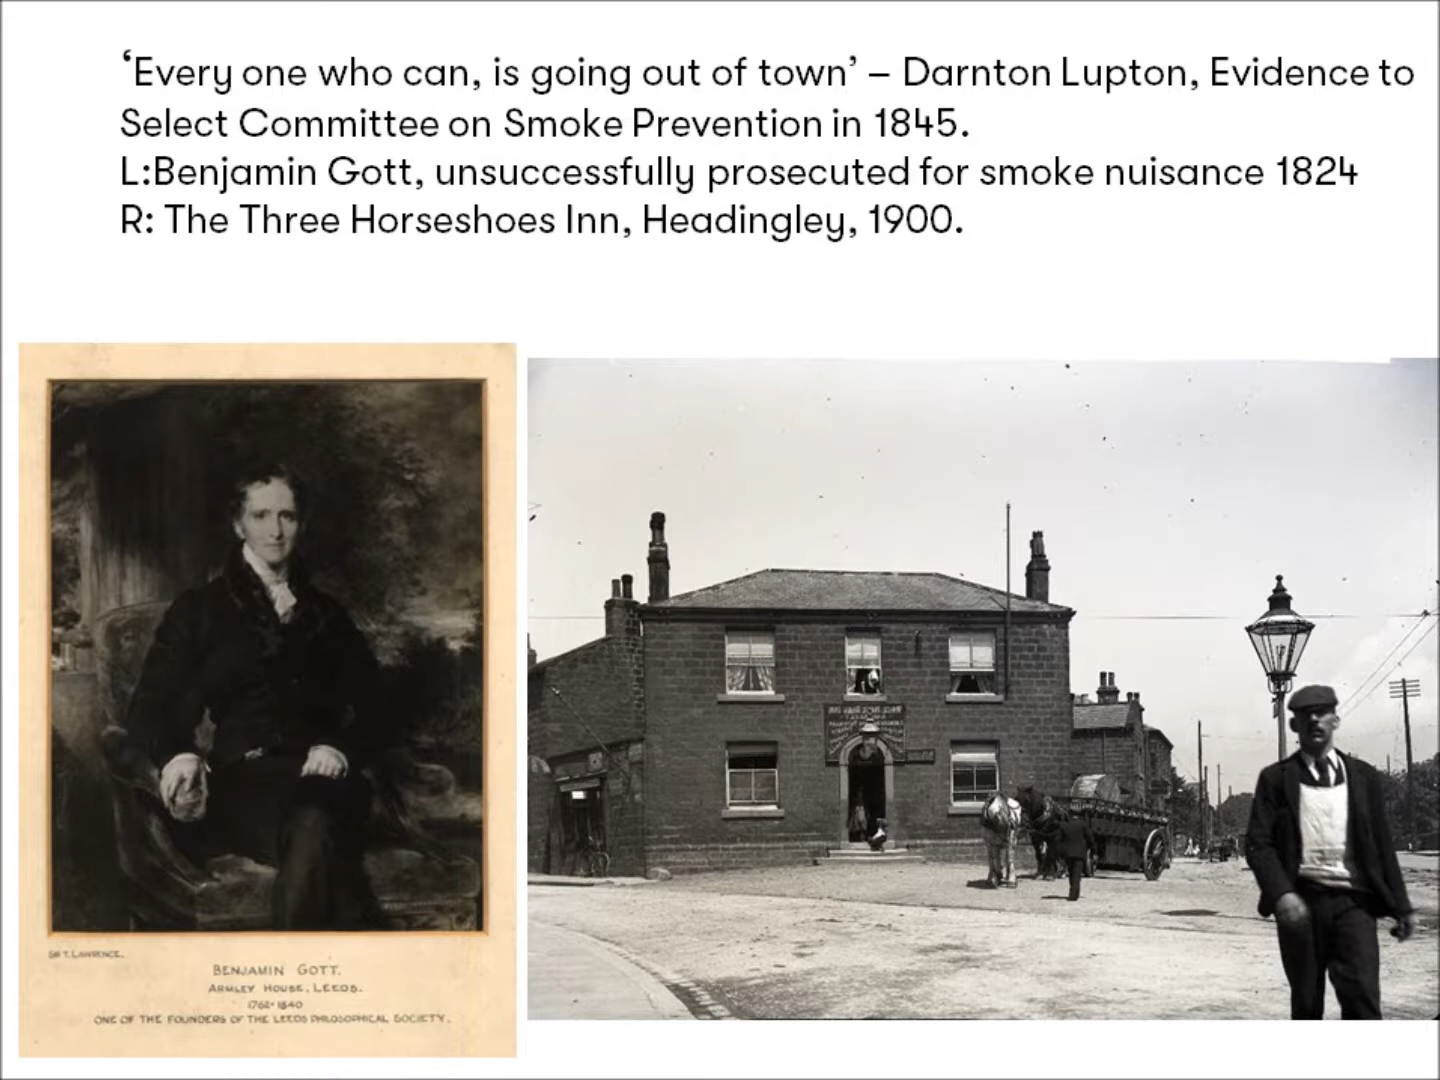 ‘Every one who can, is going out of town’ – Darnton Lupton, Evidence to
Select Committee on Smoke Prevention in 1845.
L:Benjamin Gott, unsuccessfully prosecuted for smoke nuisance 1824
R: The Three Horseshoes Inn, Headingley, 1900.
SIR T. LAWRENCE.
BENJAMIN GOTT.
ARMLEY HOUSE, LEEDS.
1762-1840
ONE OF THE FOUNDERS OF THE LEEDS PHILOSOPHICAL SOCIETY.